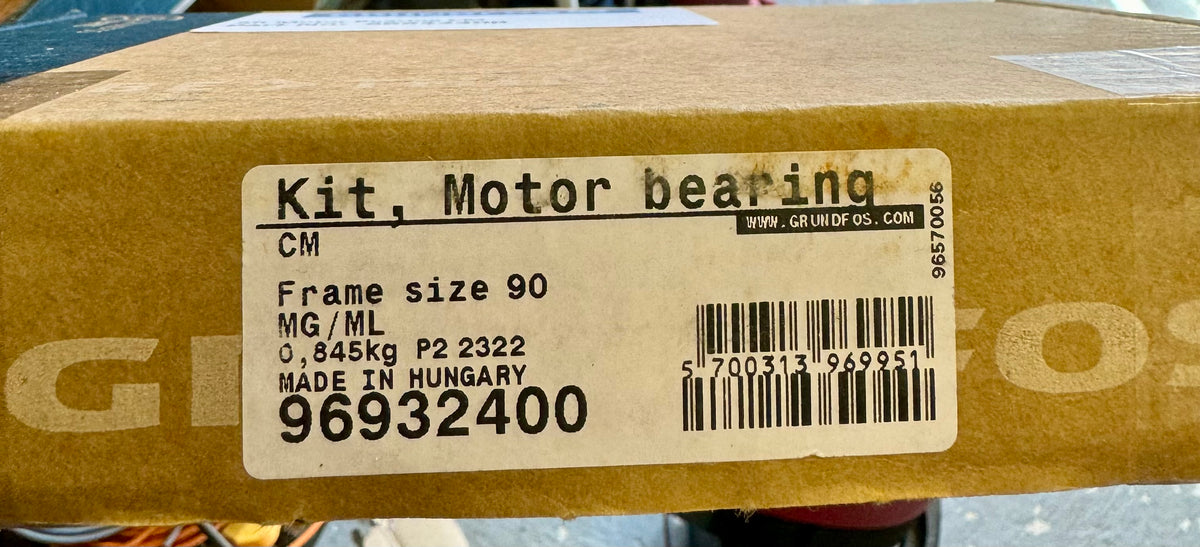 Kit, Motor bearing
WWW.GRUNDFOS.COM
96570056
CM
Frame size 90
MG/ML
0,845kg P2 2322
MADE IN HUNGARY
96932400
5 700313 969951
G
FOS